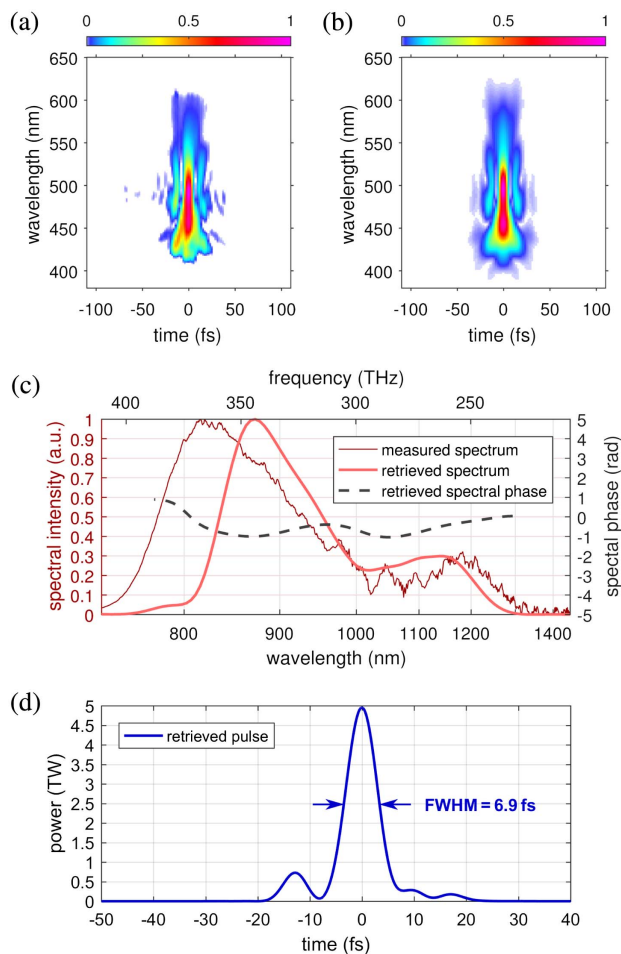 (a)
0 0.5 1
650
600
550
500
450
400
wavelength (nm)
-100 -50 0 50 100
time (fs)
(b)
0 0.5 1
650
600
550
500
450
400
wavelength (nm)
-100 -50 0 50 100
time (fs)
(c)
frequency (THz)
400 350 300 250
1
0.9
0.8
0.7
0.6
0.5
0.4
0.3
0.2
0.1
0
spectral intensity (a.u.)
measured spectrum
retrieved spectrum
retrieved spectral phase
5
4
3
2
1
0
-1
-2
-3
-4
-5
spectal phase (rad)
800 900 1000 1100 1200 1400
wavelength (nm)
(d)
5
4.5
4
3.5
3
2.5
2
1.5
1
0.5
0
power (TW)
retrieved pulse
FWHM = 6.9 fs
-50 -40 -30 -20 -10 0 10 20 30 40
time (fs)